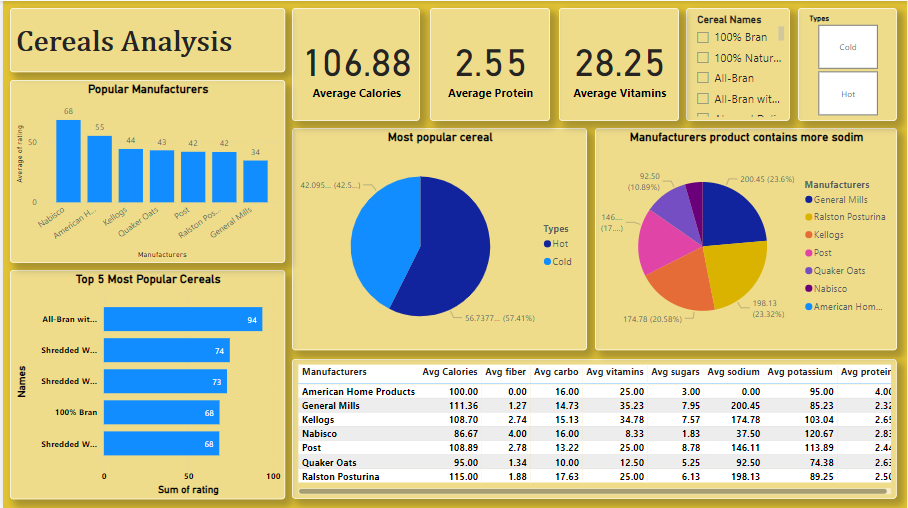 Cereals Analysis
106.88
Average Calories
2.55
Average Protein
28.25
Average Vitamins
Cereal Names
100% Bran
100% Natur...
All-Bran
All-Bran wit...
Types
Cold
Hot
Popular Manufacturers
Average of rating
50
0
68
55
44
43
42
42
34
Nabisco
American H...
Kellogs
Quaker Oats
Post
Ralston Pos...
General Mills
Manufacturers
Most popular cereal
42.095... (42.5...)
56.7377... (57.41%)
Types
Hot
Cold
Manufacturers product contains more sodim
200.45 (23.6%)
198.13
(23.32%)
174.78 (20.58%)
146....
(17....)
92.50
(10.89%)
Manufacturers
General Mills
Ralston Posturina
Kellogs
Post
Quaker Oats
Nabisco
American Hom...
Top 5 Most Popular Cereals
Names
All-Bran wit...
94
Shredded W...
74
Shredded W...
73
100% Bran
68
Shredded W...
68
0
50
100
Sum of rating
Manufacturers Avg Calories Avg fiber Avg carbo Avg vitamins Avg sugars Avg sodium Avg potassium Avg protein
American Home Products 100.00 0.00 16.00 25.00 3.00 0.00 95.00 4.00
General Mills 111.36 1.27 14.73 35.23 7.95 200.45 85.23 2.32
Kellogs 108.70 2.74 15.13 34.78 7.57 174.78 103.04 2.65
Nabisco 86.67 4.00 16.00 8.33 1.83 37.50 120.67 2.83
Post 108.89 2.78 13.22 25.00 8.78 146.11 113.89 2.44
Quaker Oats 95.00 1.34 10.00 12.50 5.25 92.50 74.38 2.63
Ralston Posturina 115.00 1.88 17.63 25.00 6.13 198.13 89.25 2.50